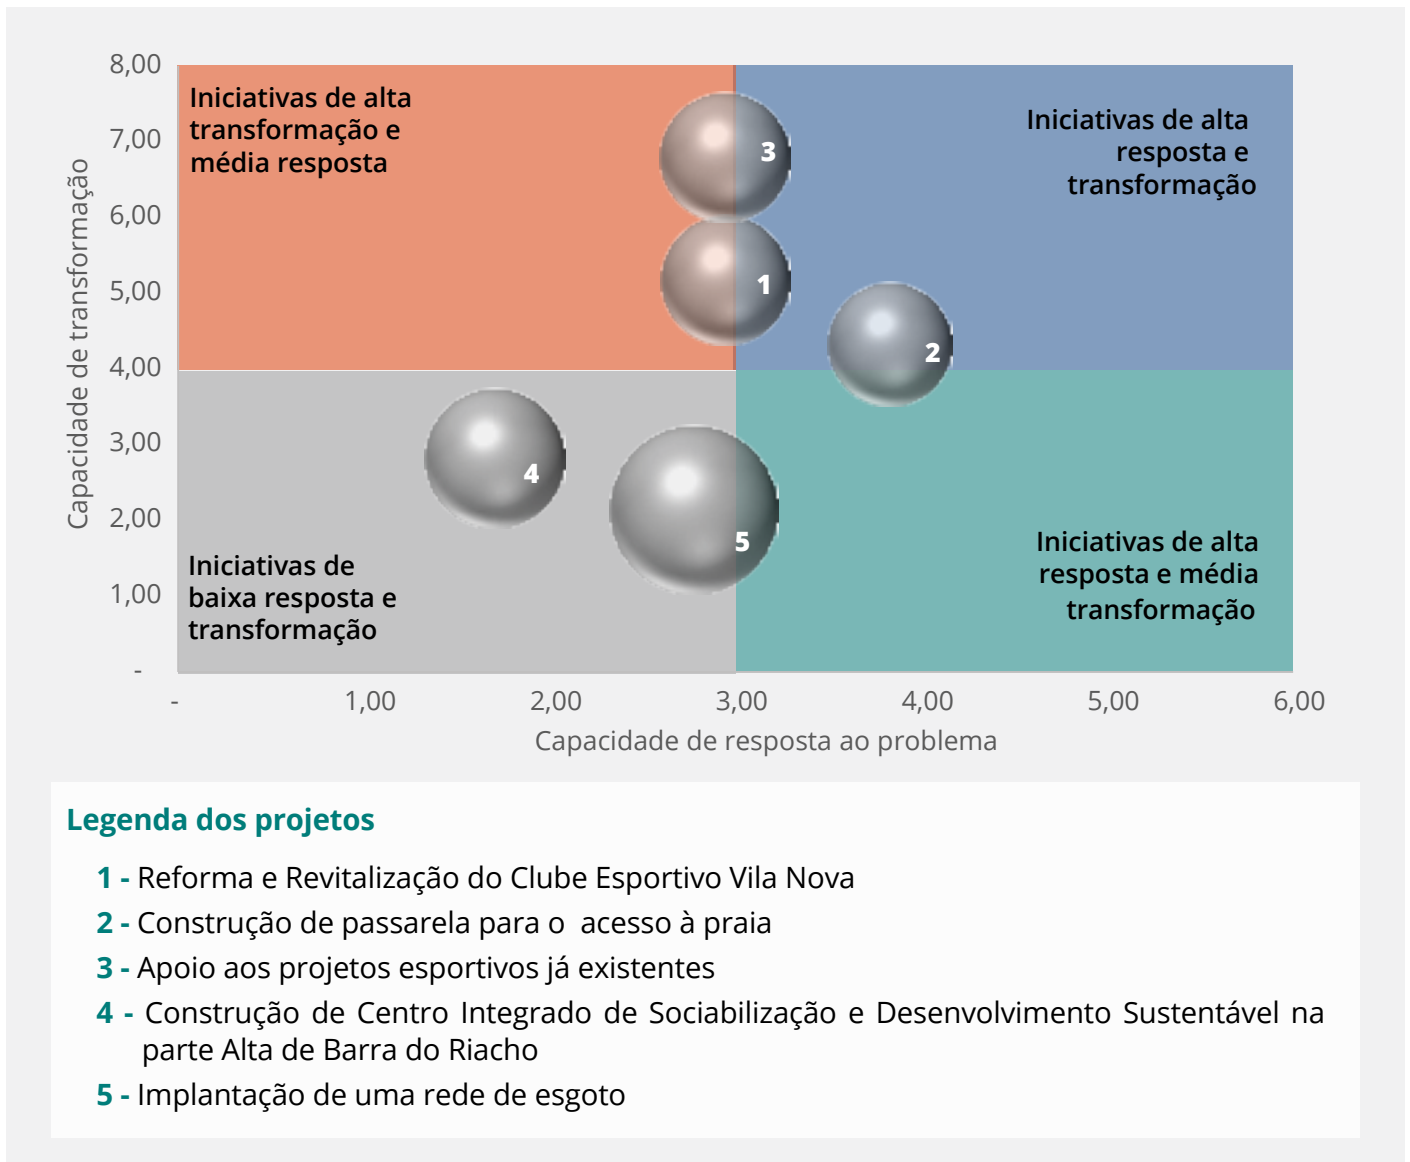 8,00
7,00
6,00
5,00
4,00
3,00
2,00
1,00
-
Capacidade de transformação
Iniciativas de alta
transformação e
média resposta
Iniciativas de alta
resposta e
transformação
3
1
2
4
5
Iniciativas de
baixa resposta e
transformação
Iniciativas de alta
resposta e média
transformação
- 1,00 2,00 3,00 4,00 5,00 6,00
Capacidade de resposta ao problema
Legenda dos projetos
1 - Reforma e Revitalização do Clube Esportivo Vila Nova
2 - Construção de passarela para o acesso à praia
3 - Apoio aos projetos esportivos já existentes
4 - Construção de Centro Integrado de Sociabilização e Desenvolvimento Sustentável na
parte Alta de Barra do Riacho
5 - Implantação de uma rede de esgoto